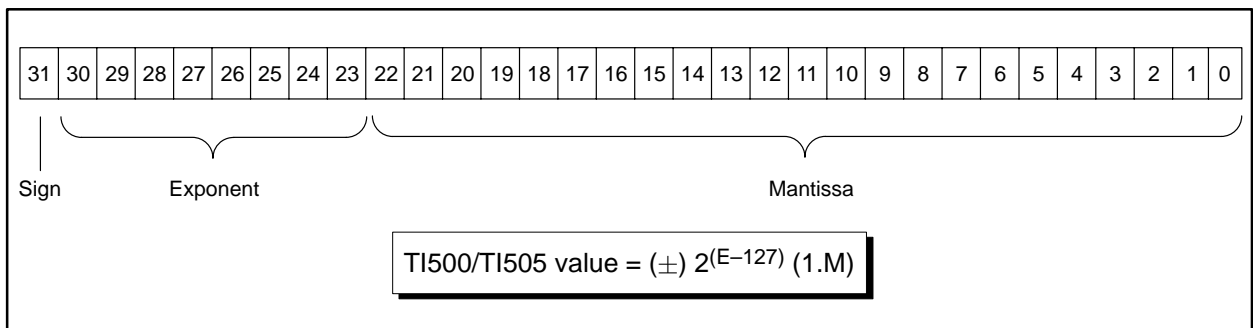 31 30 29 28 27 26 25 24 23 22 21 20 19 18 17 16 15 14 13 12 11 10 9 8 7 6 5 4 3 2 1 0
Sign Exponent Mantissa
TI500/TI505 value = (±) 2^(E–127) (1.M)